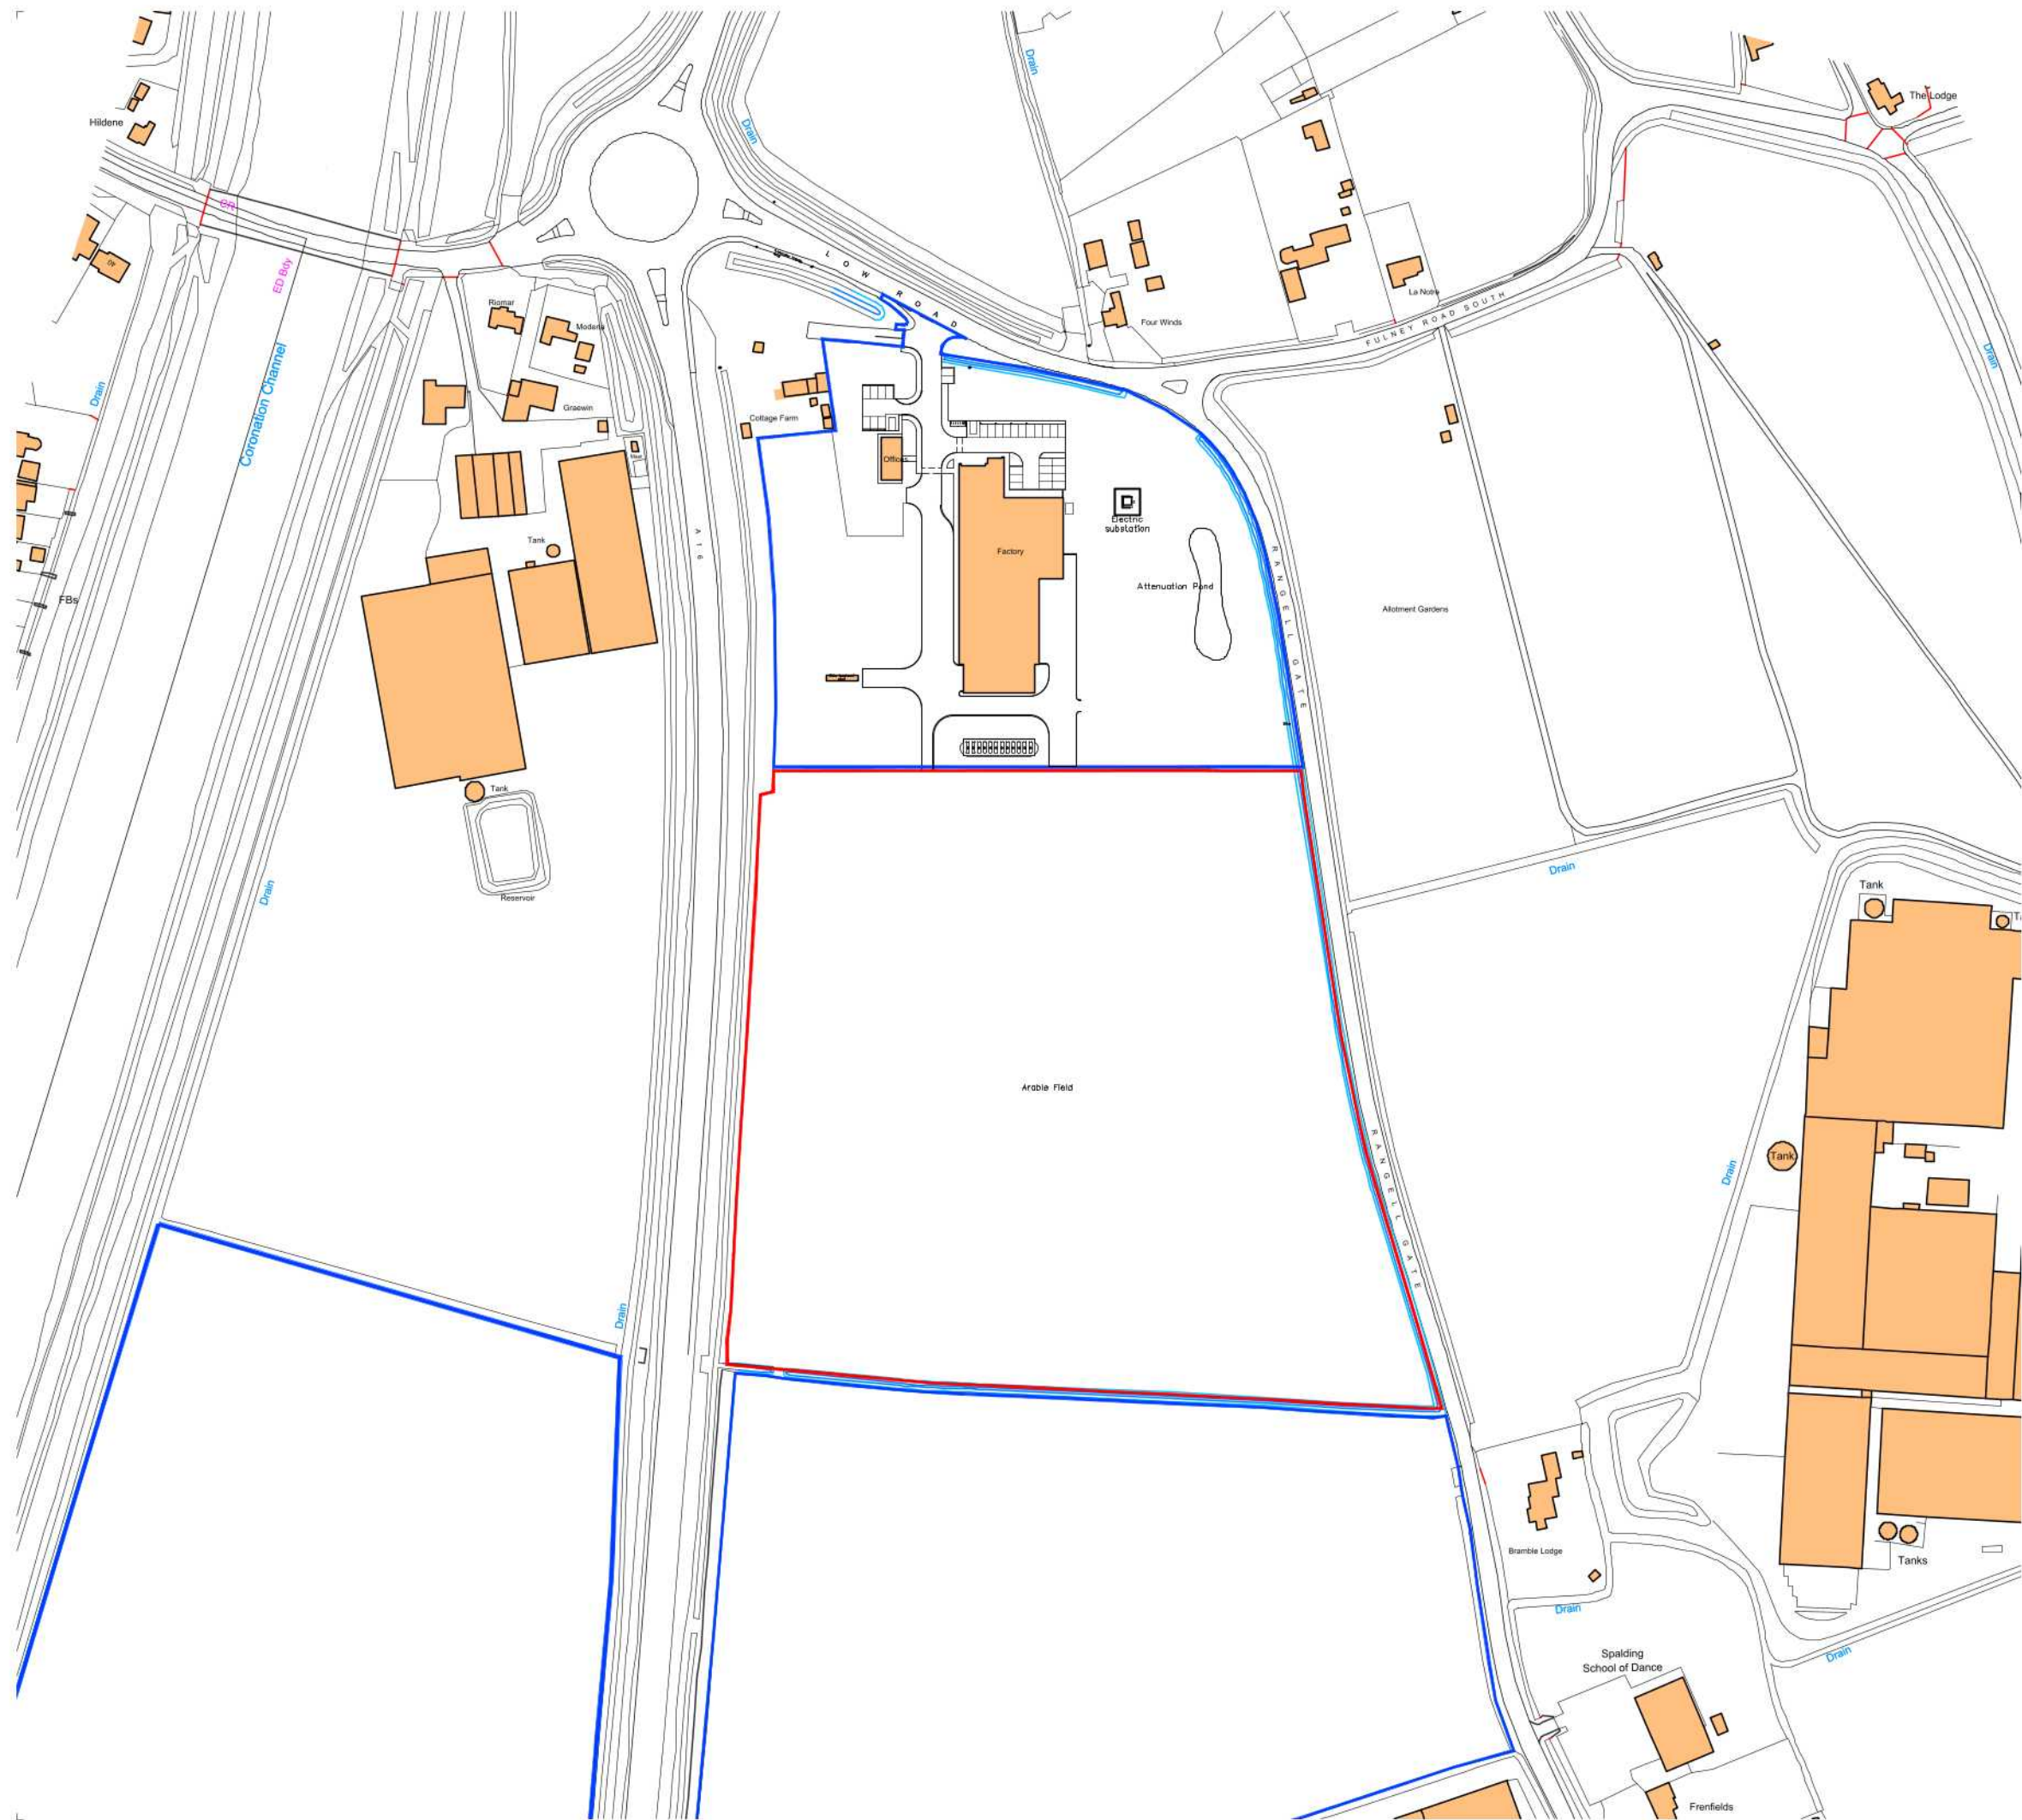 Drain
The Lodge
Hildene
Drain
CR
ED Bdy
LOW ROAD
Riomar
Modena
Four Winds
La Notre
FULNEY ROAD SOUTH
Drain
Coronation Channel
Drain
Graewin
Cottage Farm
Offices
Tank
A16
Factory
Electric
substation
Attenuation Pond
RANGELL GATE
Allotment Gardens
FBs
Tank
Reservoir
Drain
Drain
Tank
Arable Field
RANGELL GATE
Tank
Drain
Drain
Bramble Lodge
Tanks
Drain
Drain
Spalding
School of Dance
Frenfields